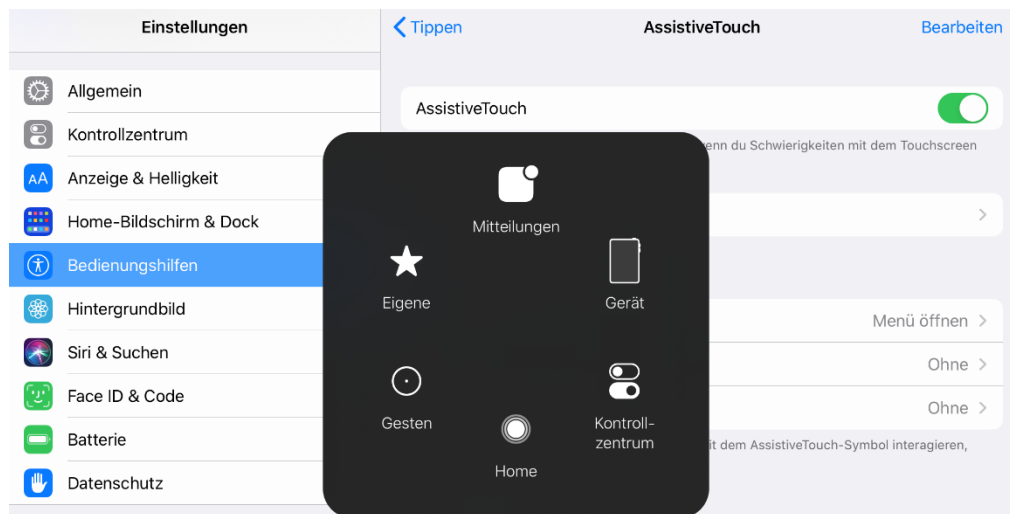 Einstellungen
Allgemein
Kontrollzentrum
AA Anzeige & Helligkeit
Home-Bildschirm & Dock
Bedienungshilfen
Hintergrundbild
Siri & Suchen
Face ID & Code
Batterie
Datenschutz
Tippen
AssistiveTouch
Bearbeiten
AssistiveTouch
du Schwierigkeiten mit dem Touchscreen
Menü öffnen
Ohne
Ohne
dem AssistiveTouch-Symbol interagieren,
Mitteilungen
Eigene
Gerät
Gesten
Kontroll-
zentrum
Home